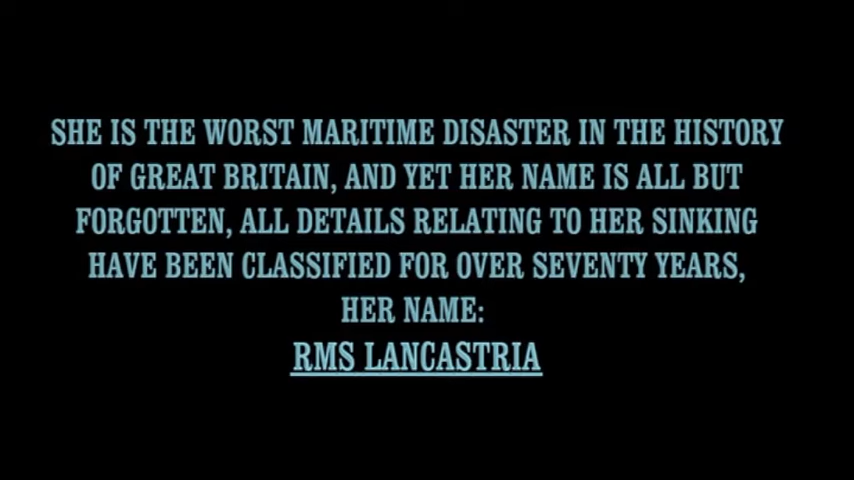 SHE IS THE WORST MARITIME DISASTER IN THE HISTORY
OF GREAT BRITAIN, AND YET HER NAME IS ALL BUT
FORGOTTEN, ALL DETAILS RELATING TO HER SINKING
HAVE BEEN CLASSIFIED FOR OVER SEVENTY YEARS,
HER NAME:
RMS LANCASTRIA